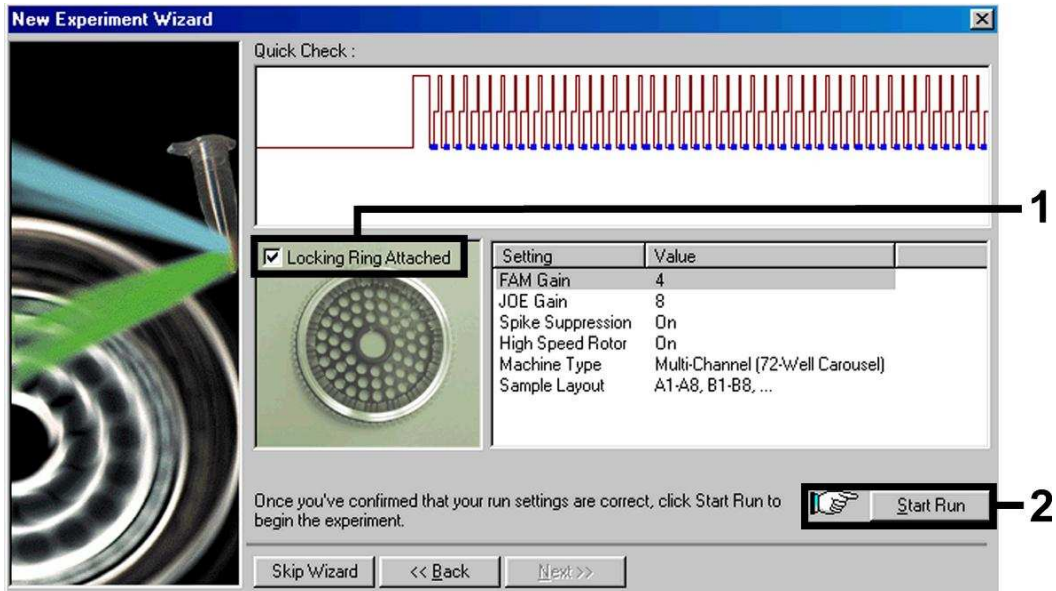 New Experiment Wizard
Quick Check :
1
Locking Ring Attached
Setting Value
FAM Gain 4
JOE Gain 8
Spike Suppression On
High Speed Rotor On
Machine Type Multi-Channel (72-Well Carousel)
Sample Layout A1-A8, B1-B8, ...
Once you've confirmed that your run settings are correct, click Start Run to
begin the experiment.
Start Run
2
Skip Wizard << Back Next >>